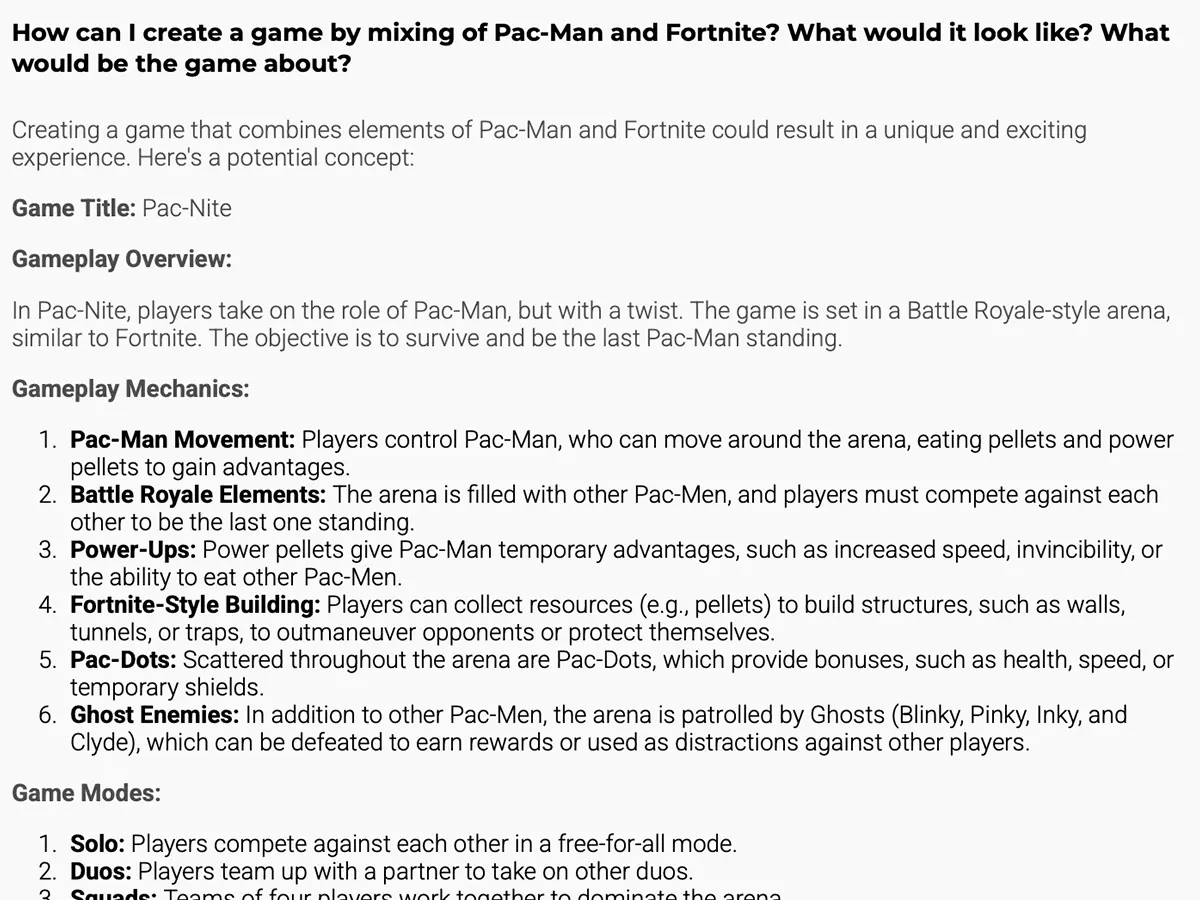 How can I create a game by mixing of Pac-Man and Fortnite? What would it look like? What
would be the game about?
Creating a game that combines elements of Pac-Man and Fortnite could result in a unique and exciting
experience. Here's a potential concept:
Game Title: Pac-Nite
Gameplay Overview:
In Pac-Nite, players take on the role of Pac-Man, but with a twist. The game is set in a Battle Royale-style arena,
similar to Fortnite. The objective is to survive and be the last Pac-Man standing.
Gameplay Mechanics:
1. Pac-Man Movement: Players control Pac-Man, who can move around the arena, eating pellets and power
pellets to gain advantages.
2. Battle Royale Elements: The arena is filled with other Pac-Men, and players must compete against each
other to be the last one standing.
3. Power-Ups: Power pellets give Pac-Man temporary advantages, such as increased speed, invincibility, or
the ability to eat other Pac-Men.
4. Fortnite-Style Building: Players can collect resources (e.g., pellets) to build structures, such as walls,
tunnels, or traps, to outmaneuver opponents or protect themselves.
5. Pac-Dots: Scattered throughout the arena are Pac-Dots, which provide bonuses, such as health, speed, or
temporary shields.
6. Ghost Enemies: In addition to other Pac-Men, the arena is patrolled by Ghosts (Blinky, Pinky, Inky, and
Clyde), which can be defeated to earn rewards or used as distractions against other players.
Game Modes:
1. Solo: Players compete against each other in a free-for-all mode.
2. Duos: Players team up with a partner to take on other duos.
3. Squads: Teams of four players work together to dominate the arena.